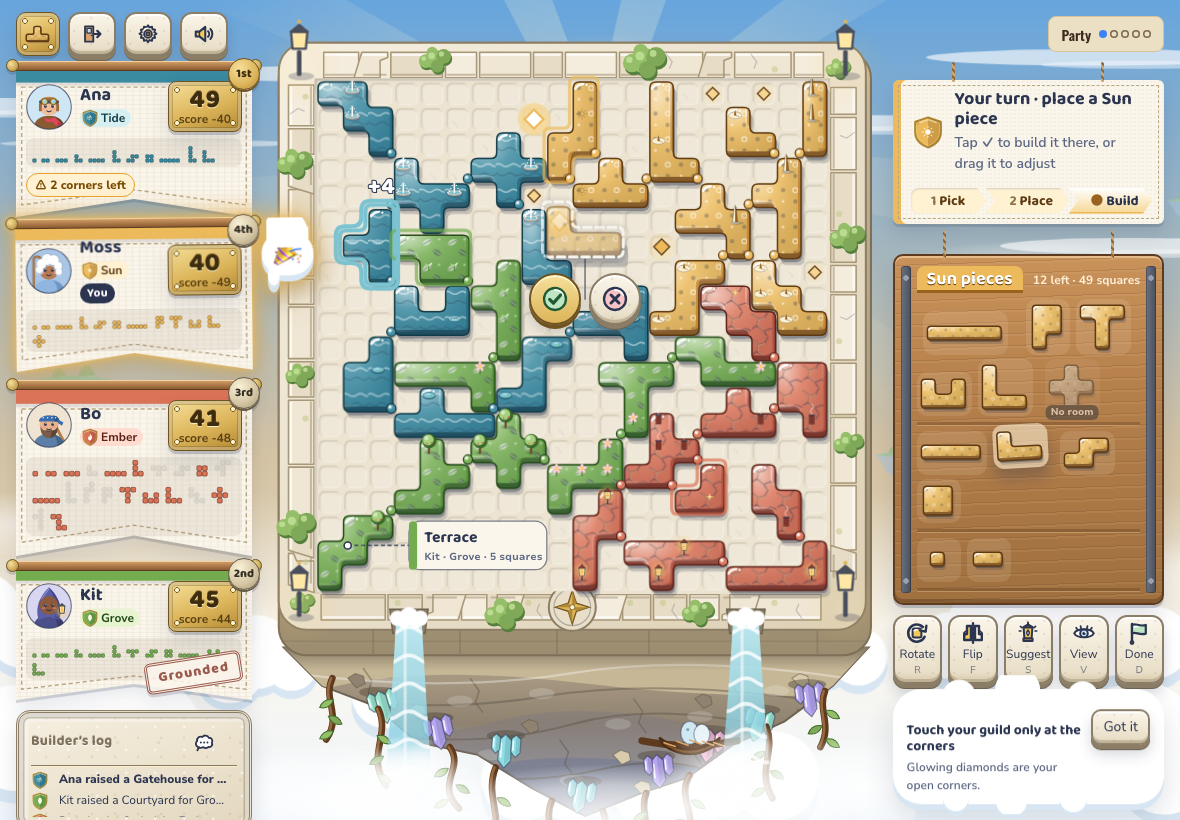 1st
Ana
Tide
49
score -40
2 corners left
4th
Moss
Sun
You
40
score -49
3rd
Bo
Ember
41
score -48
2nd
Kit
Grove
45
score -44
Grounded
Builder's log
Ana raised a Gatehouse for ...
Kit raised a Courtyard for Gro...
+4
Terrace
Kit · Grove · 5 squares
Party
Your turn · place a Sun
piece
Tap ✓ to build it there, or
drag it to adjust
1 Pick
2 Place
Build
Sun pieces
12 left · 49 squares
No room
Rotate
R
Flip
F
Suggest
S
View
V
Done
D
Touch your guild only at the
corners
Glowing diamonds are your
open corners.
Got it